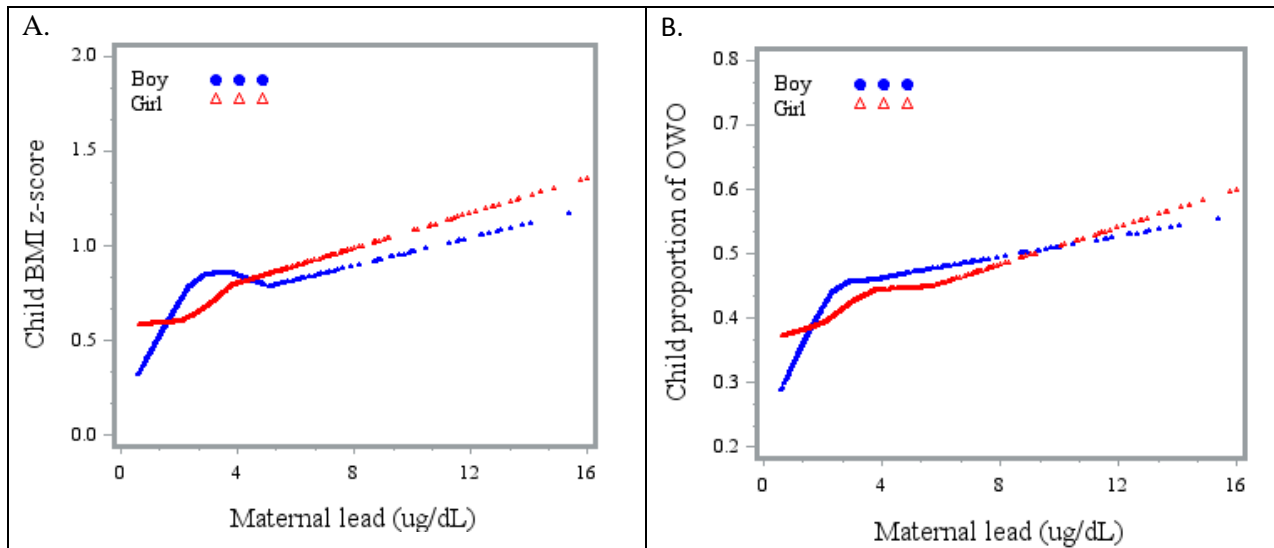 A.
Child BMI z-score
2.0
1.5
1.0
0.5
0.0
Boy
Girl
0 4 8 12 16
Maternal lead (ug/dL)
B.
Child proportion of OWO
0.8
0.7
0.6
0.5
0.4
0.3
0.2
Boy
Girl
0 4 8 12 16
Maternal lead (ug/dL)